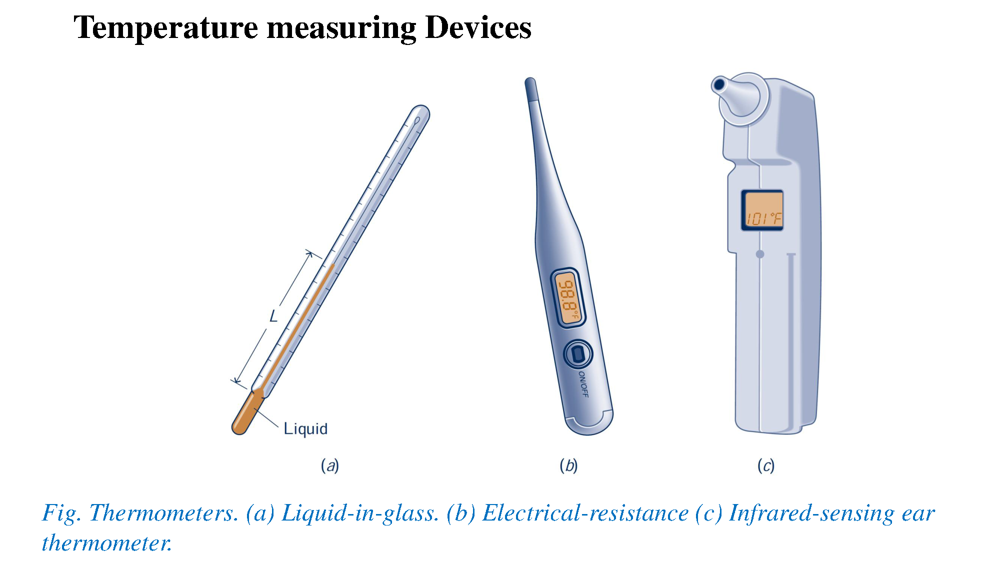 Temperature measuring Devices
L
Liquid
98.8°F
ON/OFF
101°F
(a)
(b)
(c)
Fig. Thermometers. (a) Liquid-in-glass. (b) Electrical-resistance (c) Infrared-sensing ear
thermometer.